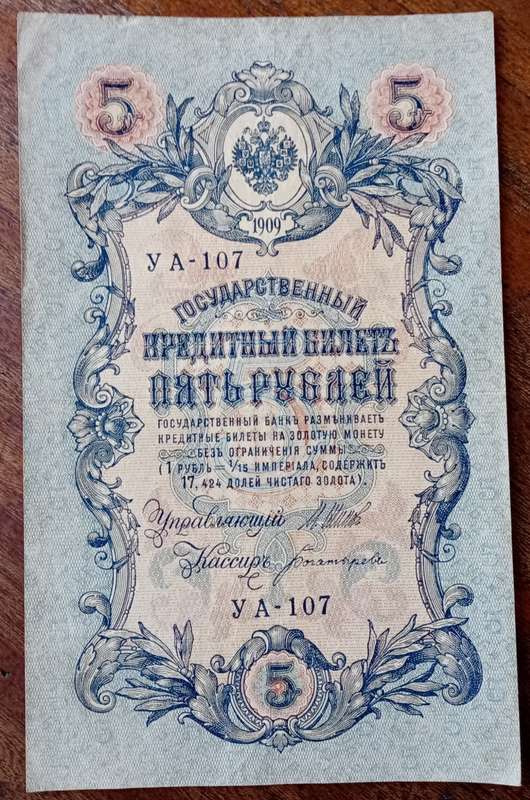 5 5
1909
УА-107
ГОСУДАРСТВЕННЫЙ
КРЕДИТНЫЙ БИЛЕТЪ
ПЯТЬ РУБЛЕЙ
ГОСУДАРСТВЕННЫЙ БАНКЪ РАЗМѢНИВАЕТЪ
КРЕДИТНЫЕ БИЛЕТЫ НА ЗОЛОТУЮ МОНЕТУ
БЕЗЪ ОГРАНИЧЕНІЯ СУММЫ
(1 РУБЛЬ = 1/15 ИМПЕРІАЛА, СОДЕРЖИТЪ
17,424 ДОЛЕЙ ЧИСТАГО ЗОЛОТА).
Управляющій
Кассиръ Богатыревъ
УА-107
5